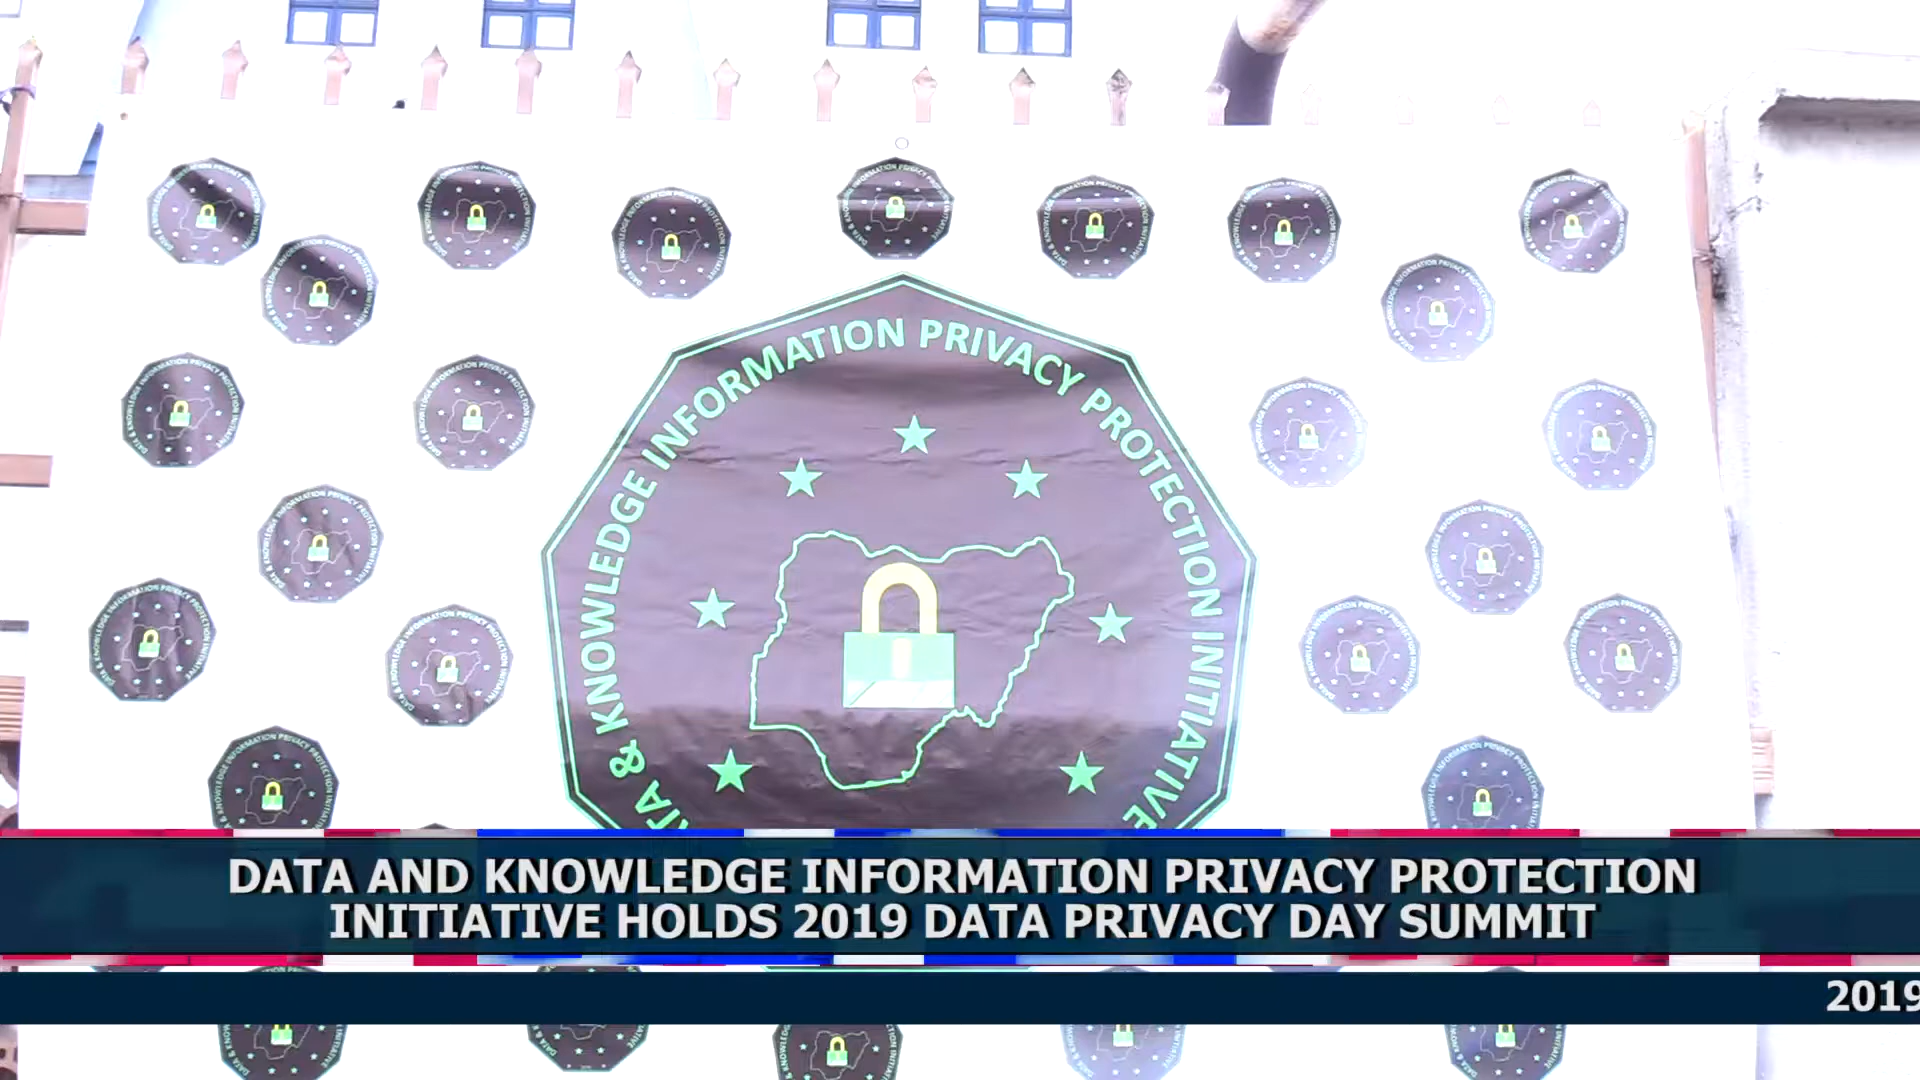 DATA & KNOWLEDGE INFORMATION PRIVACY PROTECTION INITIATIVE
DATA AND KNOWLEDGE INFORMATION PRIVACY PROTECTION
INITIATIVE HOLDS 2019 DATA PRIVACY DAY SUMMIT
2019